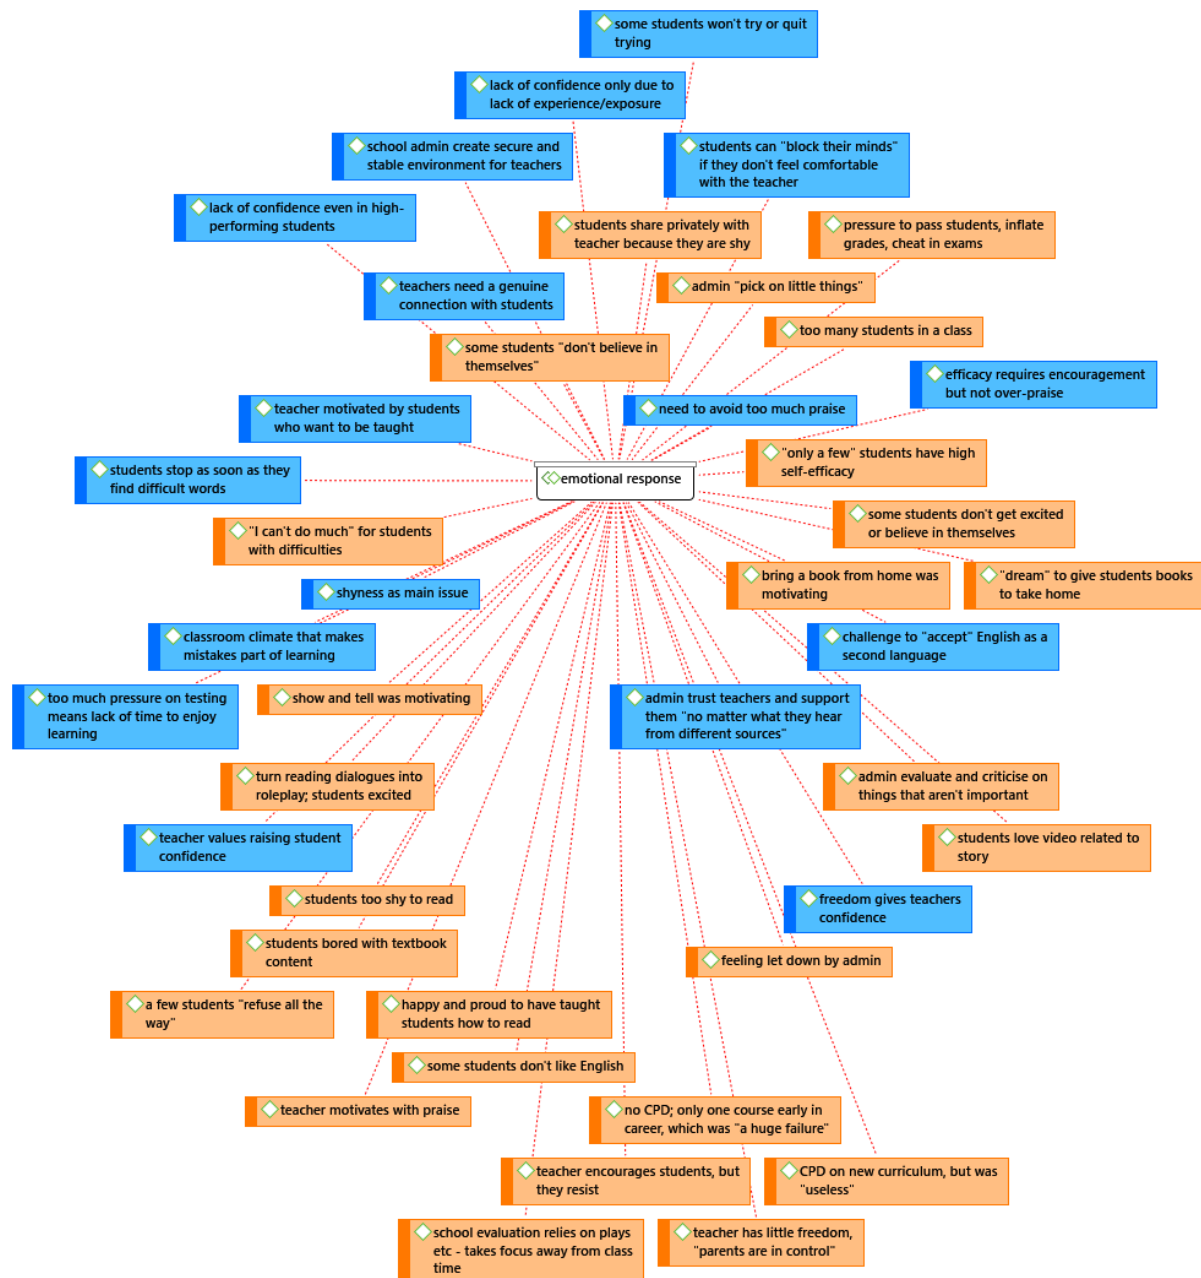 some students won't try or quit
trying
lack of confidence only due to
lack of experience/exposure
school admin create secure and
stable environment for teachers
students can "block their minds"
if they don't feel comfortable
with the teacher
lack of confidence even in high-
performing students
students share privately with
teacher because they are shy
pressure to pass students, inflate
grades, cheat in exams
teachers need a genuine
connection with students
admin "pick on little things"
too many students in a class
some students "don't believe in
themselves"
efficacy requires encouragement
but not over-praise
teacher motivated by students
who want to be taught
need to avoid too much praise
"only a few" students have high
self-efficacy
students stop as soon as they
find difficult words
emotional response
"I can't do much" for students
with difficulties
some students don't get excited
or believe in themselves
bring a book from home was
motivating
"dream" to give students books
to take home
shyness as main issue
classroom climate that makes
mistakes part of learning
challenge to "accept" English as a
second language
too much pressure on testing
means lack of time to enjoy
learning
show and tell was motivating
admin trust teachers and support
them "no matter what they hear
from different sources"
turn reading dialogues into
roleplay; students excited
admin evaluate and criticise on
things that aren't important
teacher values raising student
confidence
students love video related to
story
students too shy to read
freedom gives teachers
confidence
students bored with textbook
content
feeling let down by admin
a few students "refuse all the
way"
happy and proud to have taught
students how to read
some students don't like English
teacher motivates with praise
no CPD; only one course early in
career, which was "a huge failure"
teacher encourages students, but
they resist
CPD on new curriculum, but was
"useless"
school evaluation relies on plays
etc - takes focus away from class
time
teacher has little freedom,
"parents are in control"